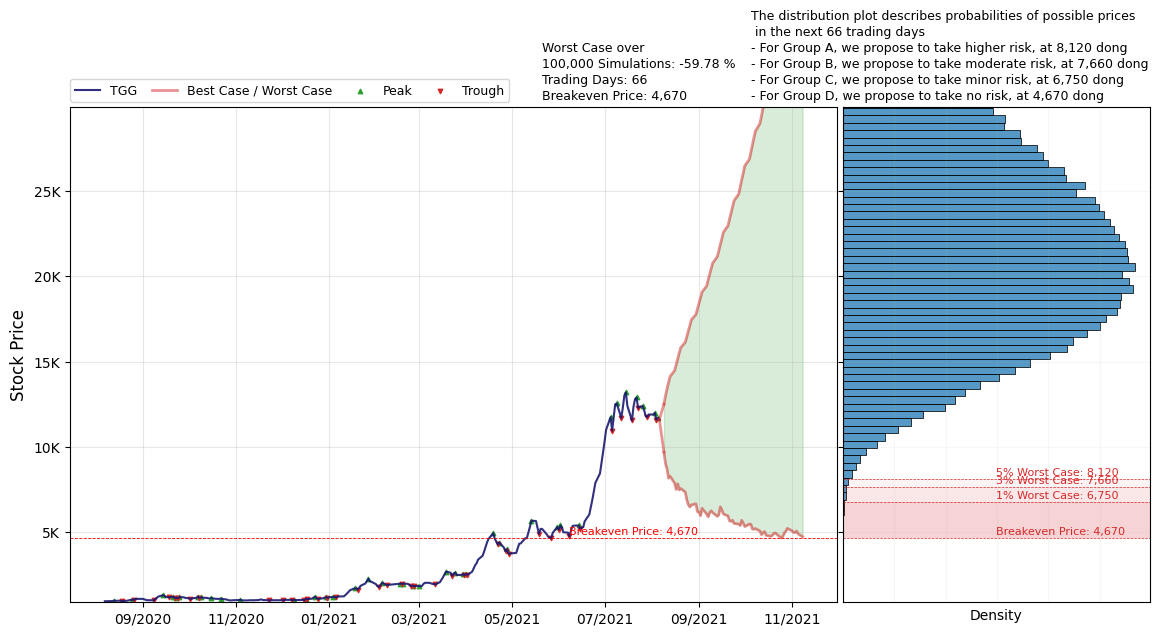 The distribution plot describes probabilities of possible prices
in the next 66 trading days
- For Group A, we propose to take higher risk, at 8,120 dong
- For Group B, we propose to take moderate risk, at 7,660 dong
- For Group C, we propose to take minor risk, at 6,750 dong
- For Group D, we propose to take no risk, at 4,670 dong
Worst Case over
100,000 Simulations: -59.78 %
Trading Days: 66
Breakeven Price: 4,670
TGG
Best Case / Worst Case
Peak
Trough
Stock Price
25K
20K
15K
10K
5K
Breakeven Price: 4,670
09/2020
11/2020
01/2021
03/2021
05/2021
07/2021
09/2021
11/2021
5% Worst Case: 8,120
3% Worst Case: 7,660
1% Worst Case: 6,750
Breakeven Price: 4,670
Density